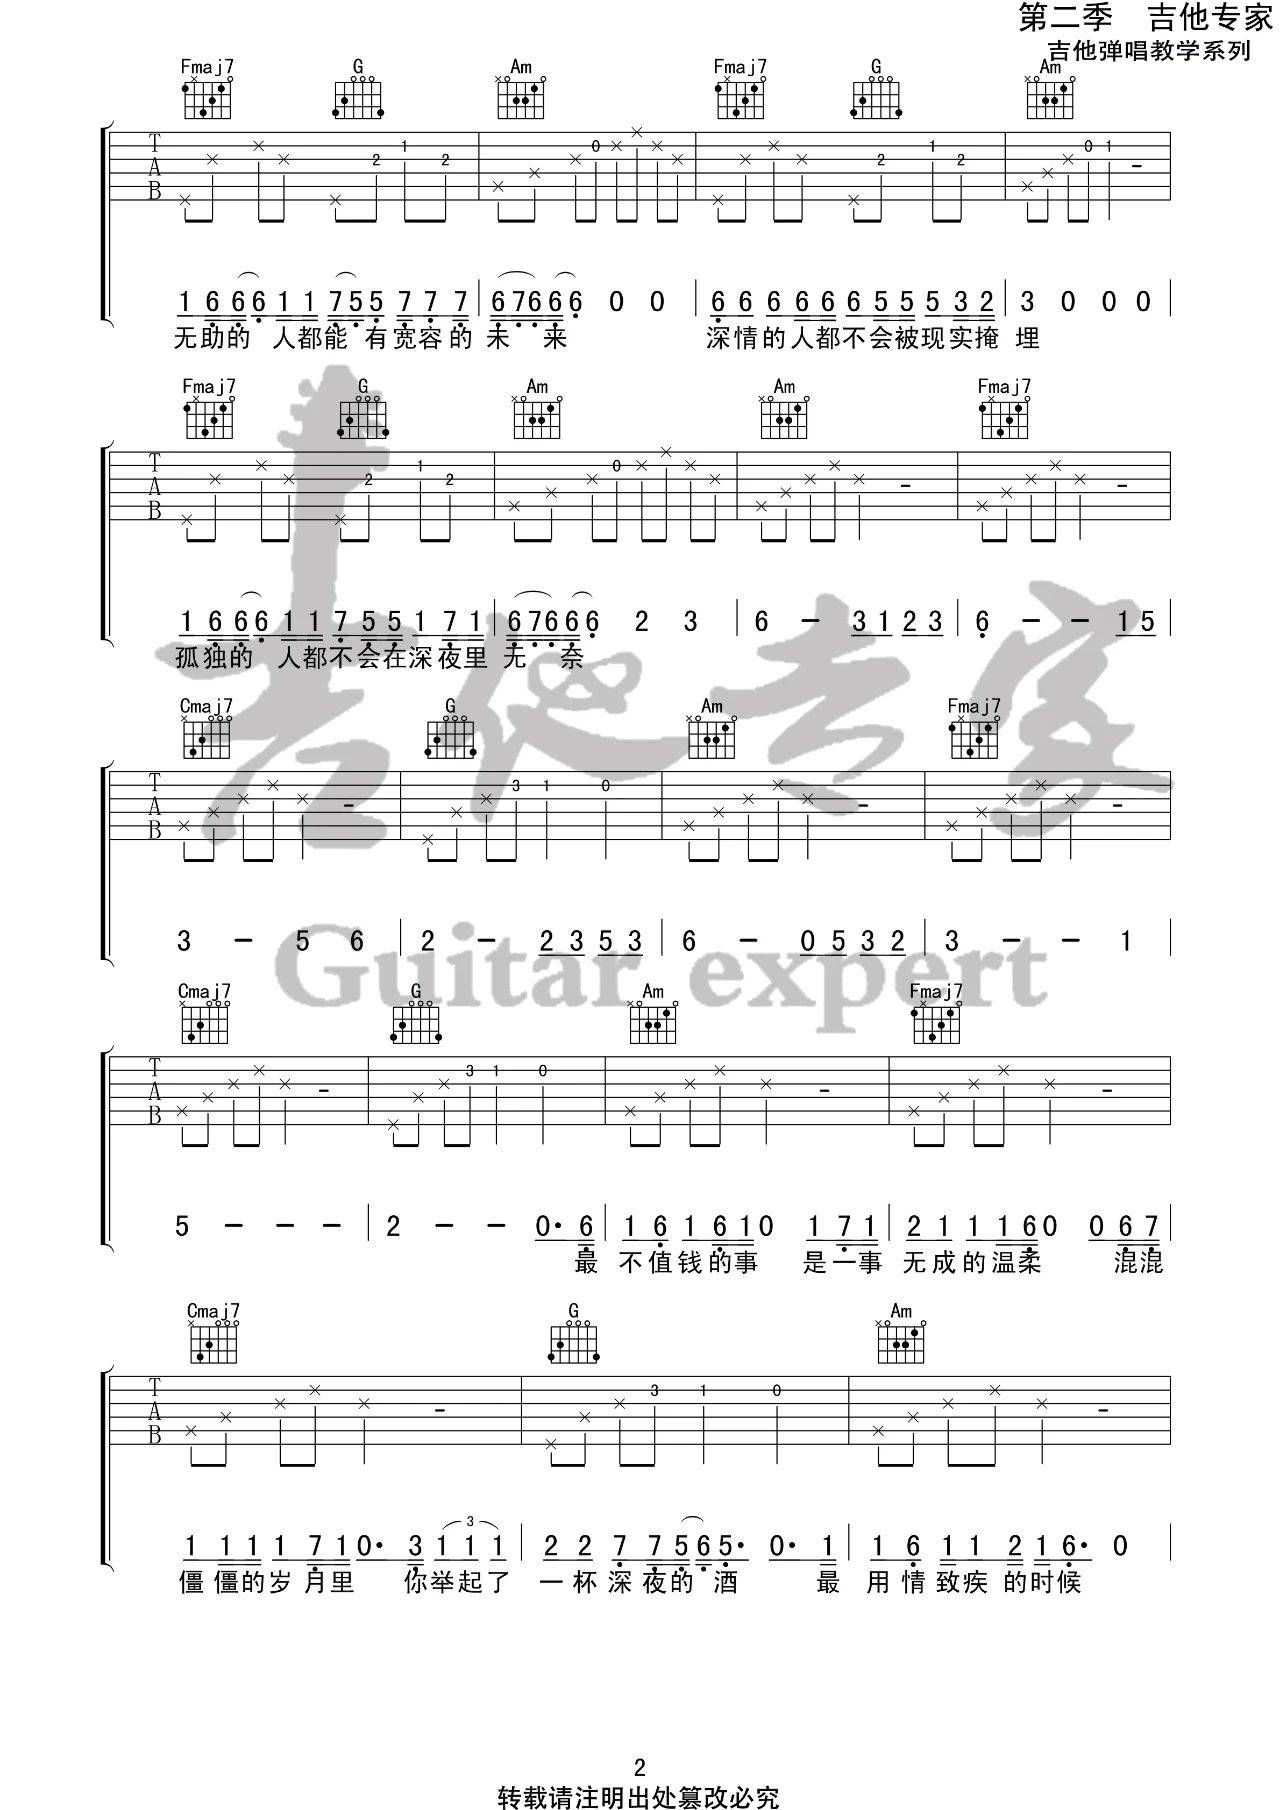 第二季　吉他专家
吉他弹唱教学系列
Fmaj7 G Am Fmaj7 G Am
T A B 2 1 2 0 2 1 2 0 1
1 6 6 6 1 1 7 5 5 7 7 7 | 6 7 6 6 6 0 0 | 6 6 6 6 6 6 5 5 5 3 2 | 3 0 0 0
无助的 人都能 有宽容的 未 来 深情的人都不会被现实掩 埋
Fmaj7 G Am Am Fmaj7
T A B 2 1 2 0
1 6 6 6 1 1 7 5 5 1 7 1 | 6 7 6 6 6 2 3 | 6 - 3 1 2 3 | 6 - - 1 5
孤独的 人都不会在深夜里 无 奈
Cmaj7 G Am Fmaj7
T A B 3 1 0
3 - 5 6 | 2 - 2 3 5 3 | 6 - 0 5 3 2 | 3 - - 1
Guitar expert
Cmaj7 G Am Fmaj7
T A B 3 1 0
5 - - - | 2 - - 0· 6 | 1 6 1 6 1 0 1 7 1 | 2 1 1 1 6 0 0 6 7
最 不值钱的事 是一事 无成的温柔 混混
Cmaj7 G Am
T A B 3 1 0
3
1 1 1 1 7 1 0· 3 1 1 1 | 2 2 7 7 5 6 5· 0· 1 | 1 6 1 1 2 1 6· 0
僵僵的岁 月里 你举起了 一杯深夜的 酒 最 用情致疾 的时候
吉他专家
2
转载请注明出处篡改必究